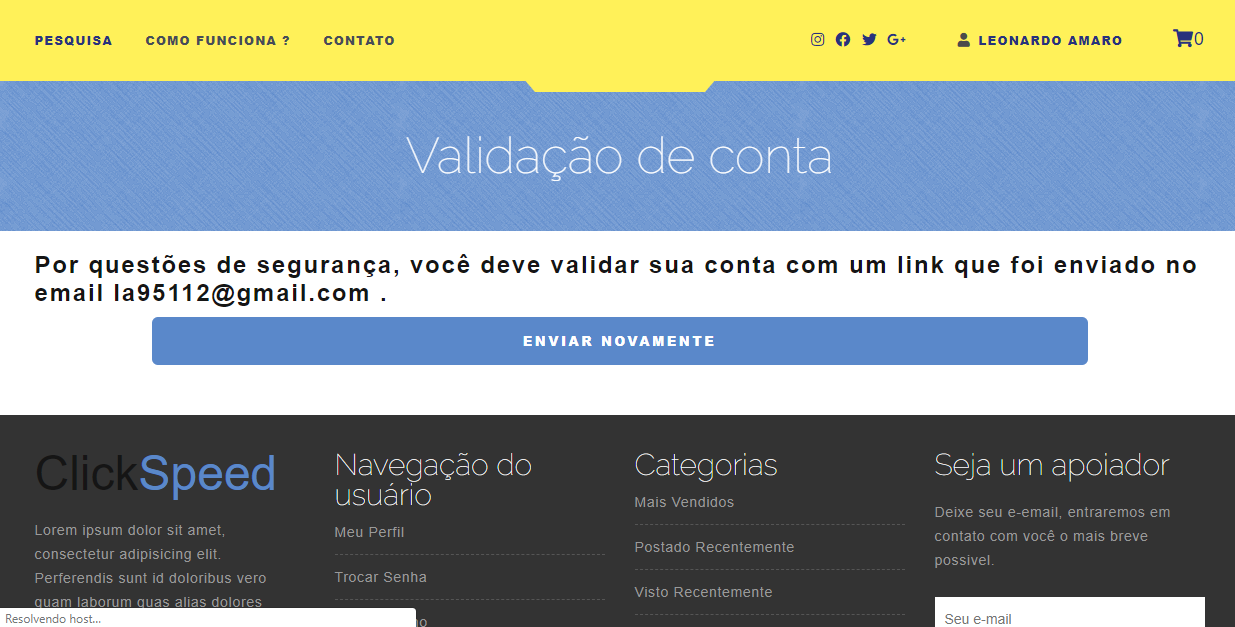 PESQUISA COMO FUNCIONA ? CONTATO LEONARDO AMARO 0
Validação de conta
Por questões de segurança, você deve validar sua conta com um link que foi enviado no
email la95112@gmail.com .
ENVIAR NOVAMENTE
ClickSpeed
Lorem ipsum dolor sit amet,
consectetur adipisicing elit.
Perferendis sunt id doloribus vero
quam laborum quas alias dolores
Navegação do
usuário
Meu Perfil
Trocar Senha
Categorias
Mais Vendidos
Postado Recentemente
Visto Recentemente
Seja um apoiador
Deixe seu e-email, entraremos em
contato com você o mais breve
possivel.
Seu e-mail
Resolvendo host...